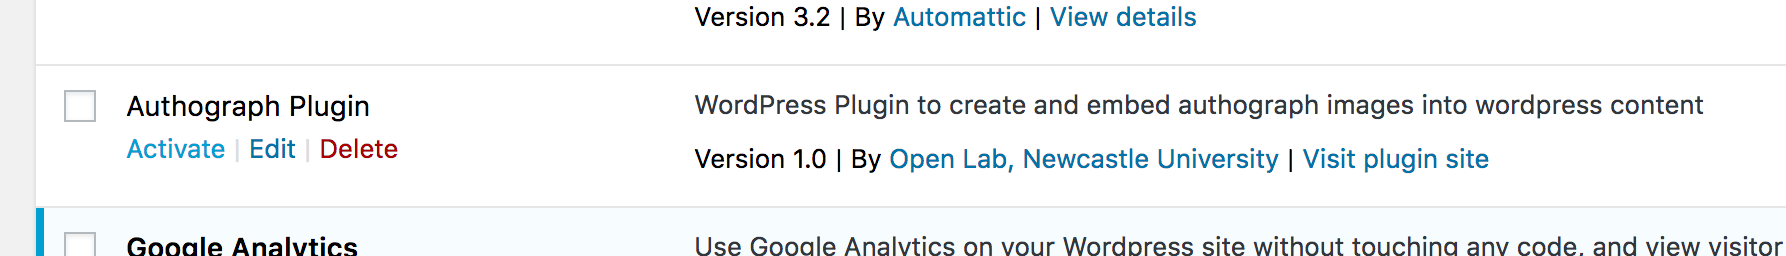 Version 3.2 | By Automattic | View details
Authograph Plugin
WordPress Plugin to create and embed authograph images into wordpress content
Activate | Edit | Delete
Version 1.0 | By Open Lab, Newcastle University | Visit plugin site
Google Analytics
Use Google Analytics on your Wordpress site without touching any code, and view visitor